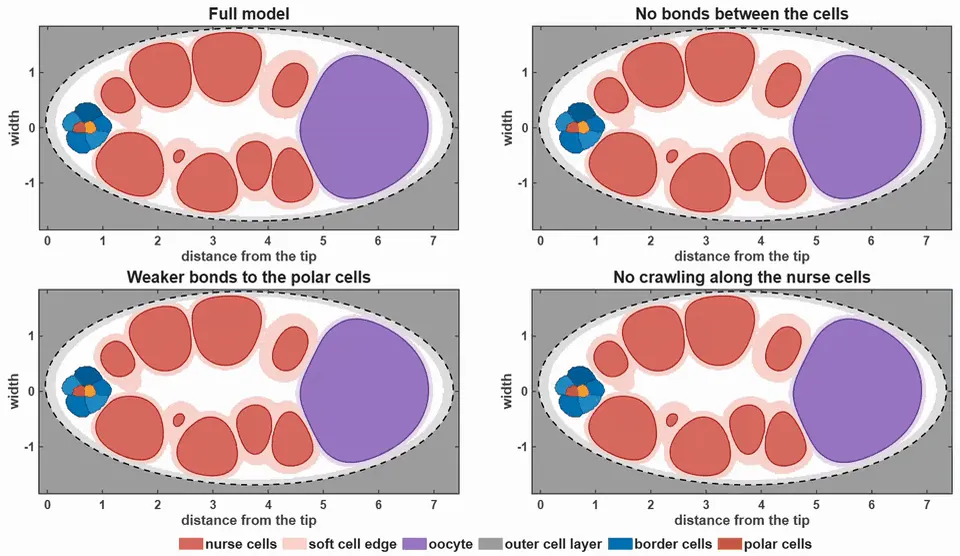 Full model
No bonds between the cells
1
0
-1
width
0 1 2 3 4 5 6 7
distance from the tip
1
0
-1
width
0 1 2 3 4 5 6 7
distance from the tip
Weaker bonds to the polar cells
No crawling along the nurse cells
1
0
-1
width
0 1 2 3 4 5 6 7
distance from the tip
1
0
-1
width
0 1 2 3 4 5 6 7
distance from the tip
nurse cells soft cell edge oocyte outer cell layer border cells polar cells